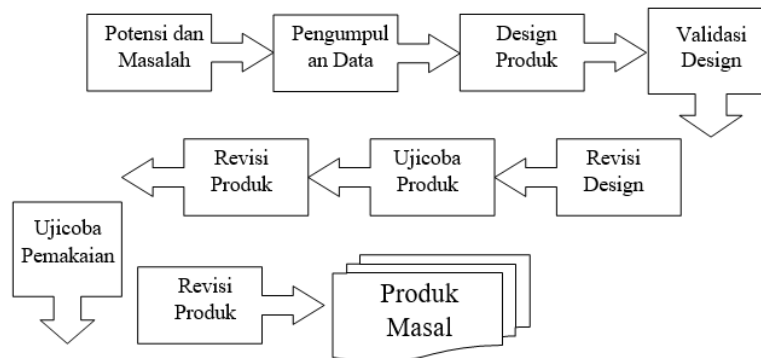 Potensi dan
Masalah
Pengumpul
an Data
Design
Produk
Validasi
Design
Revisi
Design
Ujicoba
Produk
Revisi
Produk
Ujicoba
Pemakaian
Revisi
Produk
Produk
Masal